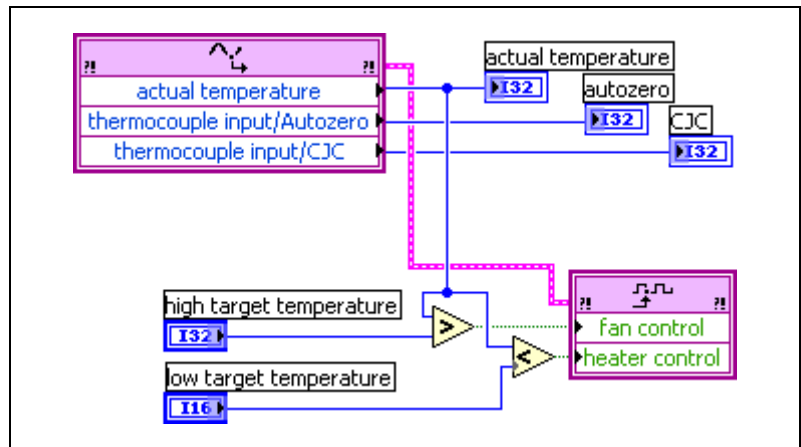 ?! ?!
actual temperature
thermocouple input/Autozero
thermocouple input/CJC
actual temperature
I32
autozero
I32
CJC
I32
high target temperature
I32
>
low target temperature
I16
<
?! ?!
fan control
heater control